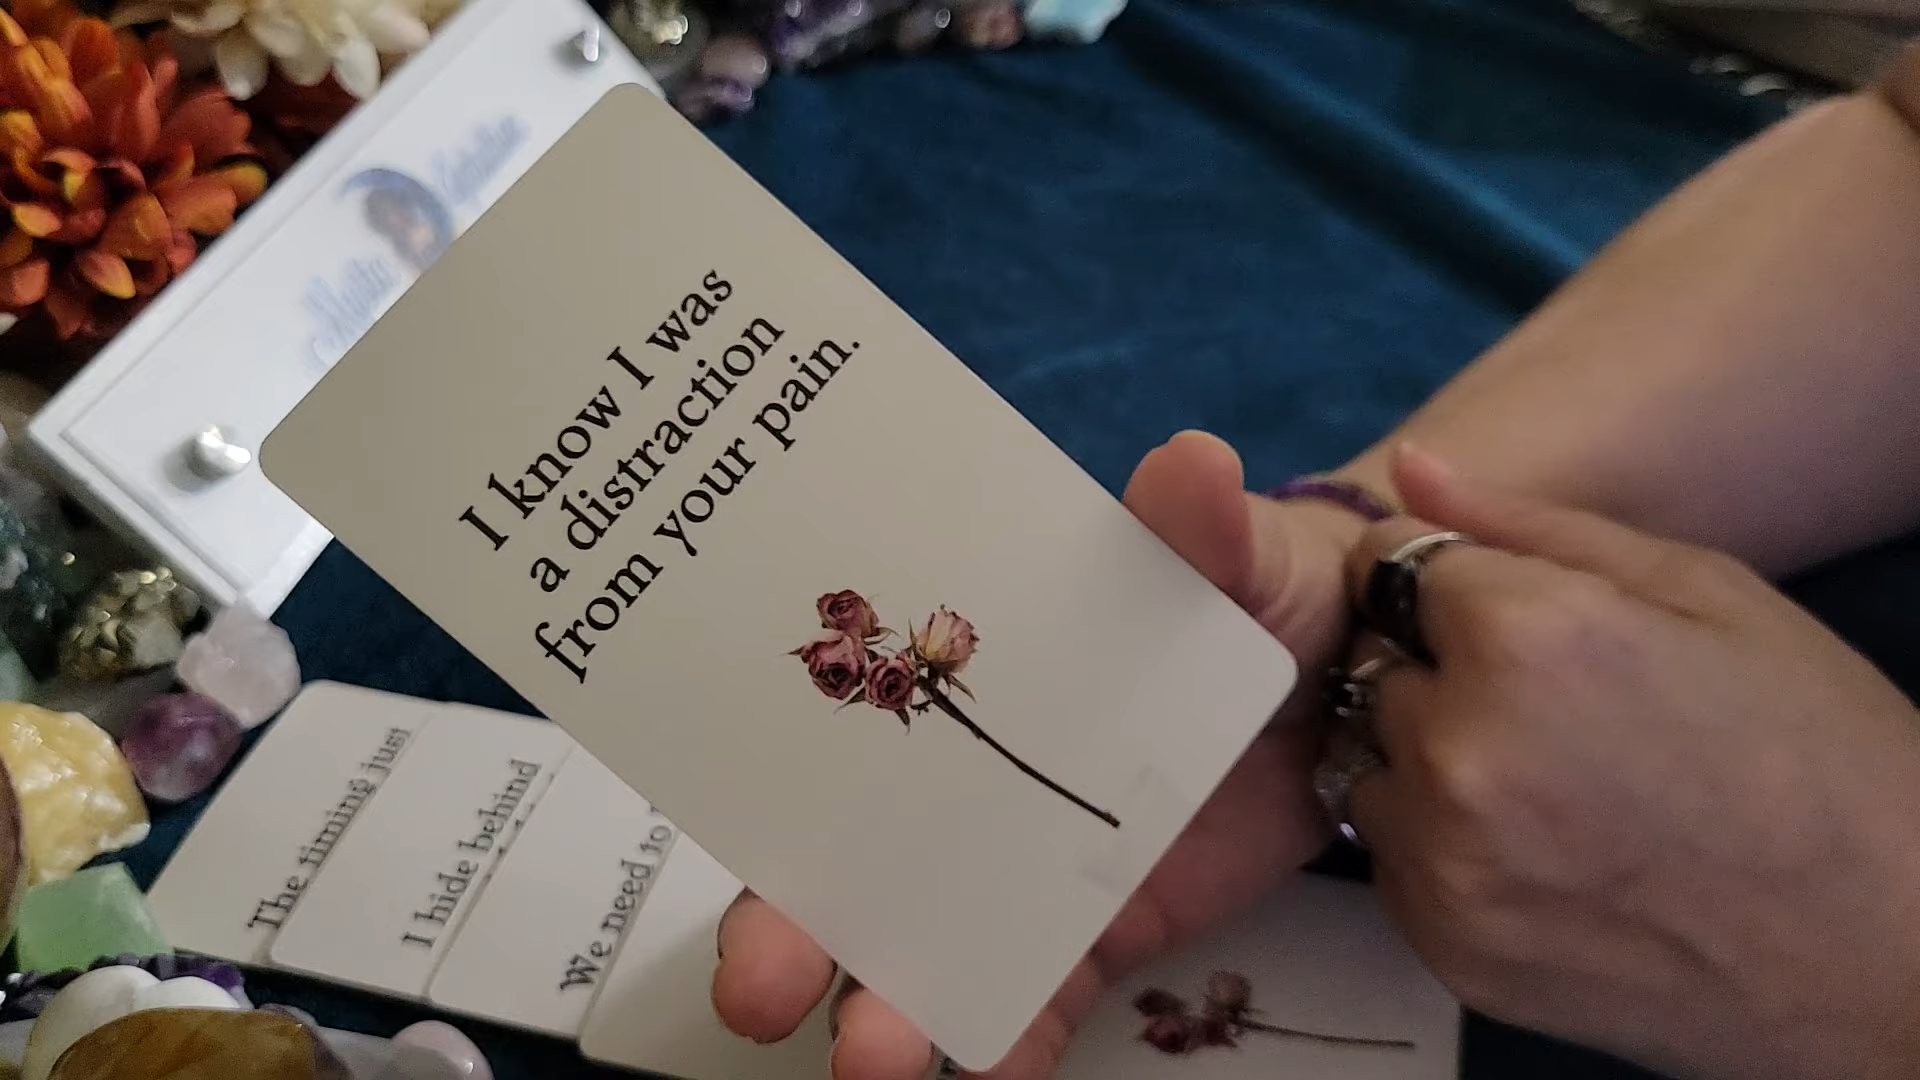 I know I was
a distraction
from your pain.
The timing just
I hide behind
We need to